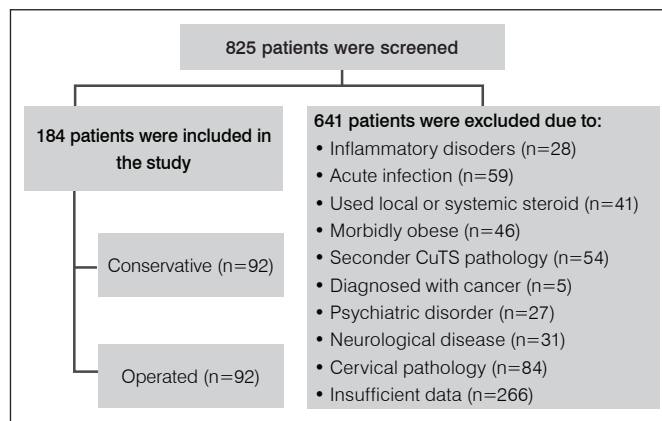 825 patients were screened
184 patients were included in
the study
Conservative (n=92)
Operated (n=92)
641 patients were excluded due to:
• Inflammatory disoders (n=28)
• Acute infection (n=59)
• Used local or systemic steroid (n=41)
• Morbidly obese (n=46)
• Seconder CuTS pathology (n=54)
• Diagnosed with cancer (n=5)
• Psychiatric disorder (n=27)
• Neurological disease (n=31)
• Cervical pathology (n=84)
• Insufficient data (n=266)